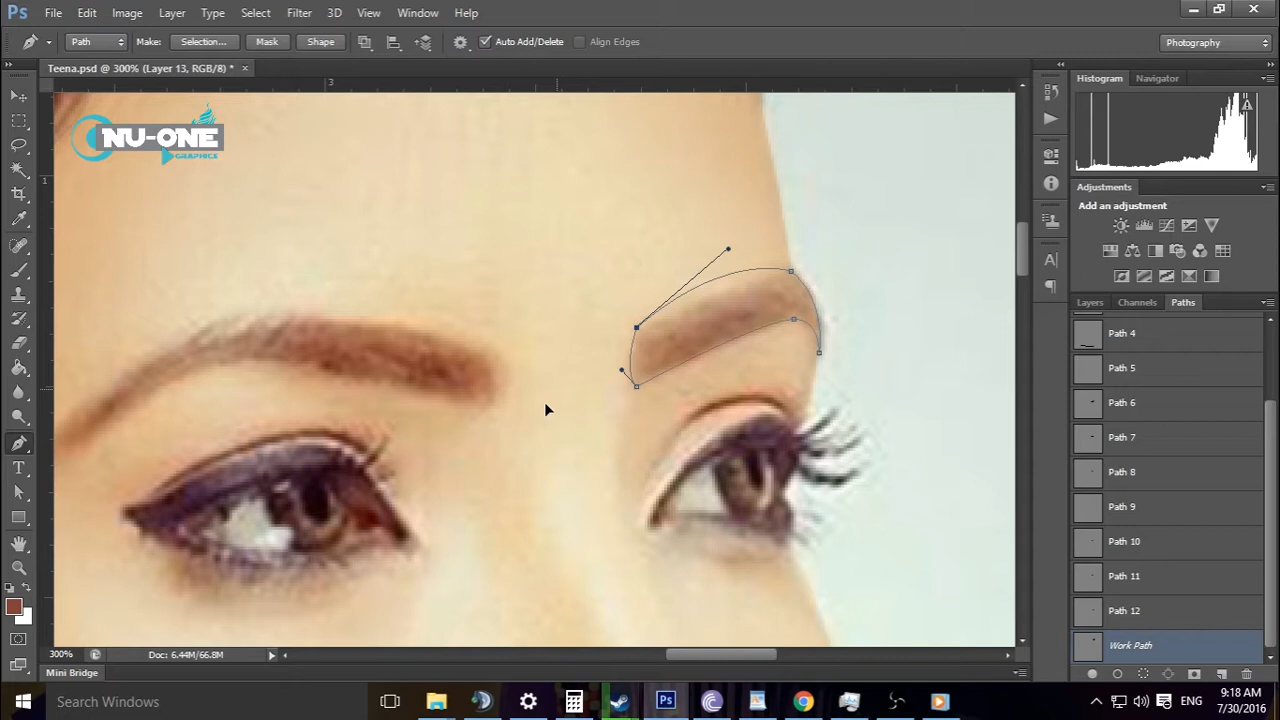 Ps File Edit Image Layer Type Select Filter 3D View Window Help
Path Make: Selection... Mask Shape Auto Add/Delete Align Edges Photography
Teena.psd @ 300% (Layer 13, RGB/8) * ×
3
1
NU-ONE
GRAPHICS
Histogram Navigator
Adjustments
Add an adjustment
Layers Channels Paths
Path 4
Path 5
Path 6
Path 7
Path 8
Path 9
Path 10
Path 11
Path 12
Work Path
300% Doc: 6.44M/66.8M
Mini Bridge
Search Windows
Ps
ENG
9:18 AM
7/30/2016